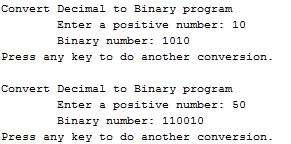 Convert Decimal to Binary program
Enter a positive number: 10
Binary number: 1010
Press any key to do another conversion.
Convert Decimal to Binary program
Enter a positive number: 50
Binary number: 110010
Press any key to do another conversion.